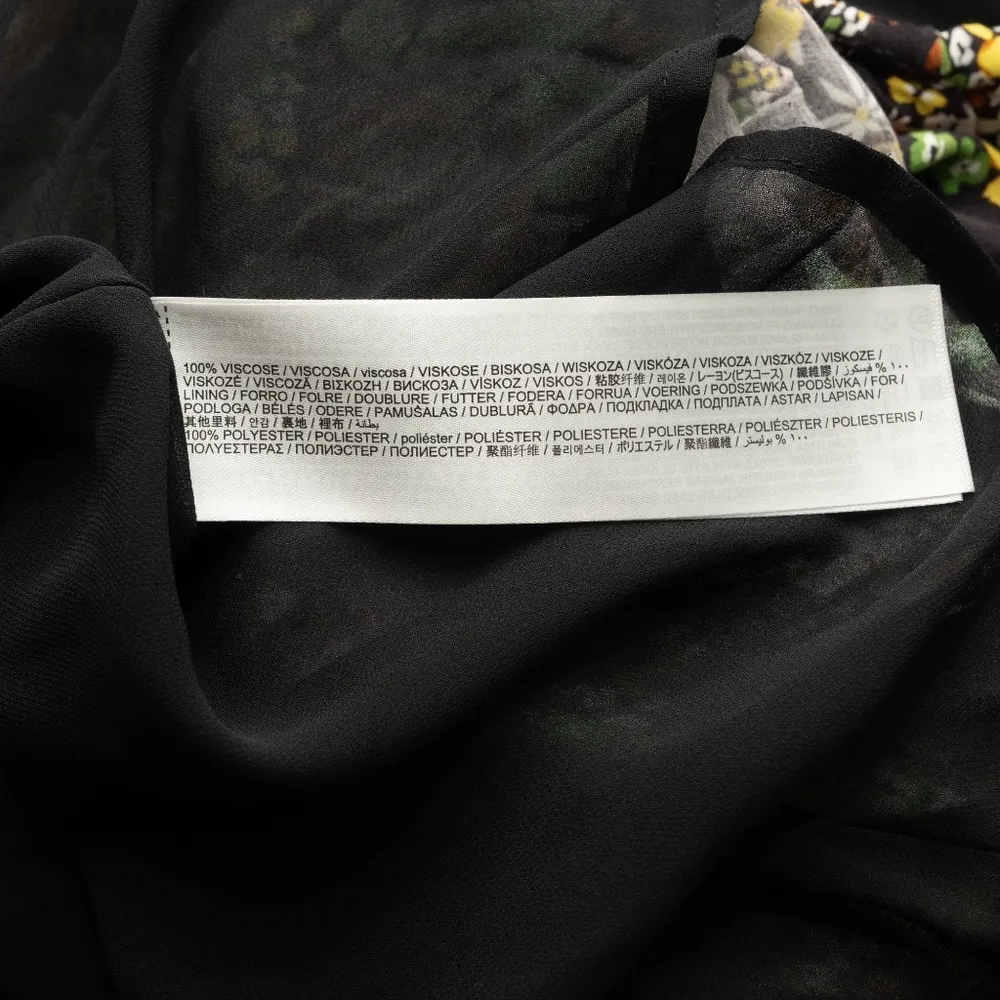 100% VISCOSE / VISCOSA / viscosa / VISKOSE / BISKOSA / WISKOZA / VISKÓZA / VISKOZA / VISZKÓZ / VISKOZE /
VISKOZĖ / VISCOZĂ / ΒΙΣΚΟΖΗ / ВИСКОЗА / VİSKOZ / VISKOS / 粘胶纤维 / 레이온 / レーヨン(ビスコース) / 纖維膠 / فيسكوز % ١٠٠
LINING / FORRO / FOLRE / DOUBLURE / FUTTER / FODERA / FORRUA / VOERING / PODSZEWKA / PODŠÍVKA / FOR /
PODLOGA / BÉLÉS / ODERE / PAMUŠALAS / DUBLURĂ / ΦΟΔΡΑ / ПОДКЛАДКА / ПОДПЛАТА / ASTAR / LAPISAN /
其他里料 / 안감 / 裏地 / 裡布 / بطانة
100% POLYESTER / POLIESTER / poliéster / POLIÉSTER / POLIESTERE / POLIESTERRA / POLIÉSZTER / POLIESTERIS /
ΠΟΛΥΕΣΤΕΡΑΣ / ПОЛИЭСТЕР / ПОЛИЕСТЕР / 聚酯纤维 / 폴리에스터 / ポリエステル / 聚酯纖維 / بوليستر % ١٠٠